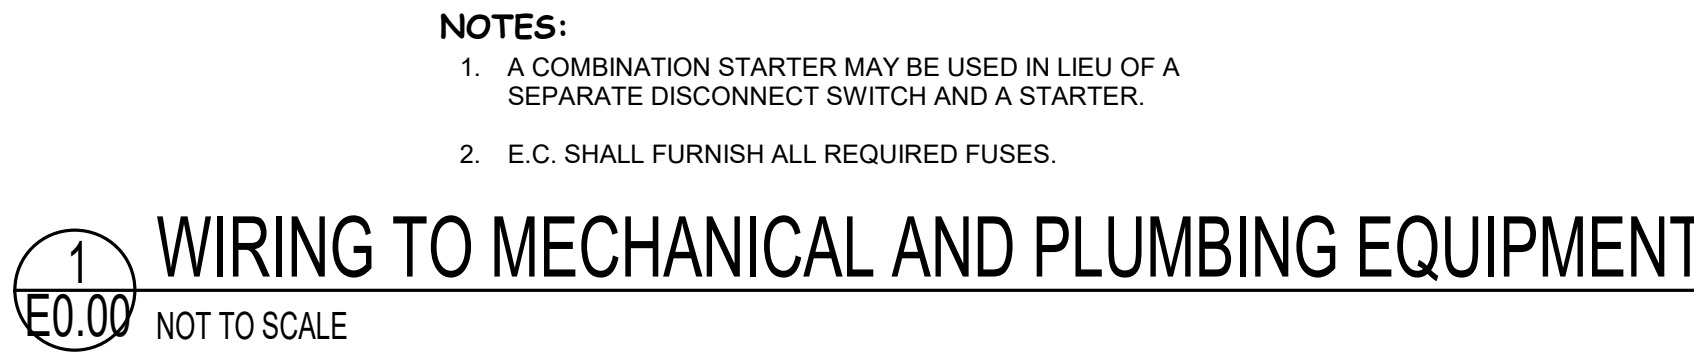 NOTES:
1. A COMBINATION STARTER MAY BE USED IN LIEU OF A
SEPARATE DISCONNECT SWITCH AND A STARTER.
2. E.C. SHALL FURNISH ALL REQUIRED FUSES.
1
WIRING TO MECHANICAL AND PLUMBING EQUIPMENT
E0.00
NOT TO SCALE